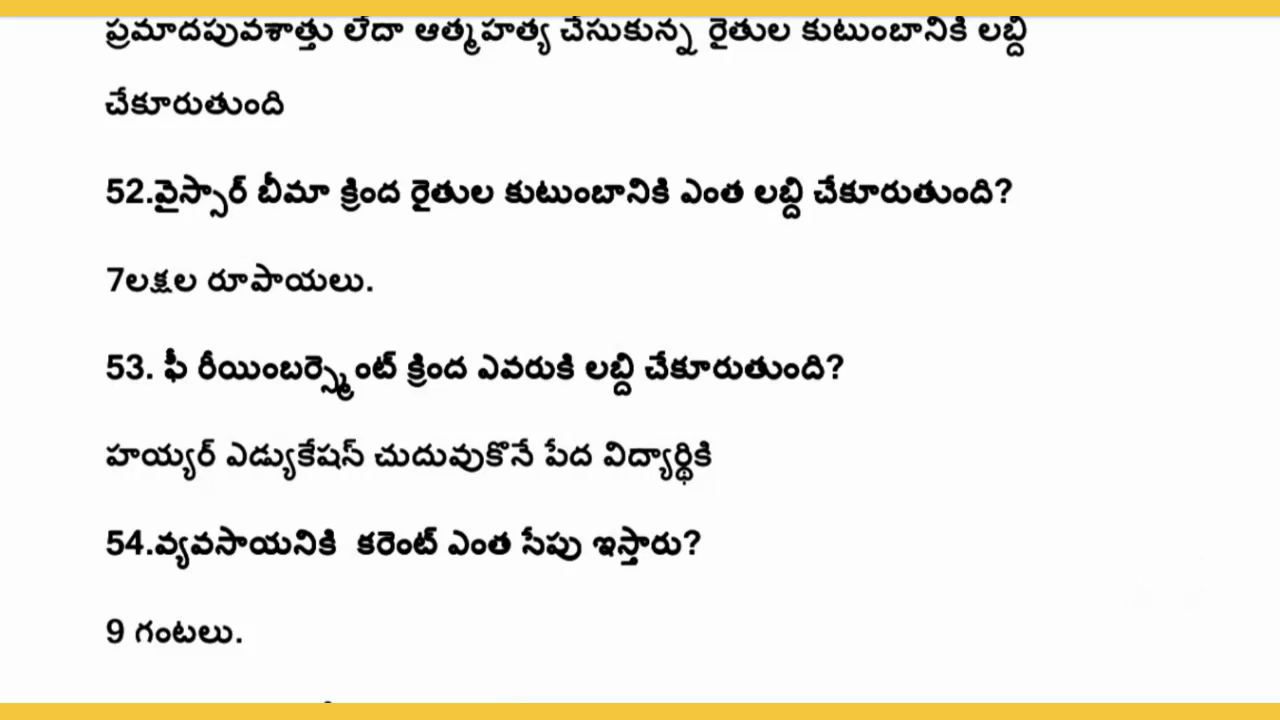 ప్రమాదపువశాత్తు లేదా ఆత్మహత్య చేసుకున్న రైతుల కుటుంబానికి లబ్ది
చేకూరుతుంది
52.వైస్సార్ బీమా క్రింద రైతుల కుటుంబానికి ఎంత లబ్ది చేకూరుతుంది?
7లక్షల రూపాయలు.
53. ఫీ రీయింబర్స్మెంట్ క్రింద ఎవరుకి లబ్ది చేకూరుతుంది?
హయ్యర్ ఎడ్యుకేషన్ చుదువుకొనే పేద విద్యార్థికి
54.వ్యవసాయనికి  కరెంట్ ఎంత సేపు ఇస్తారు?
9 గంటలు.